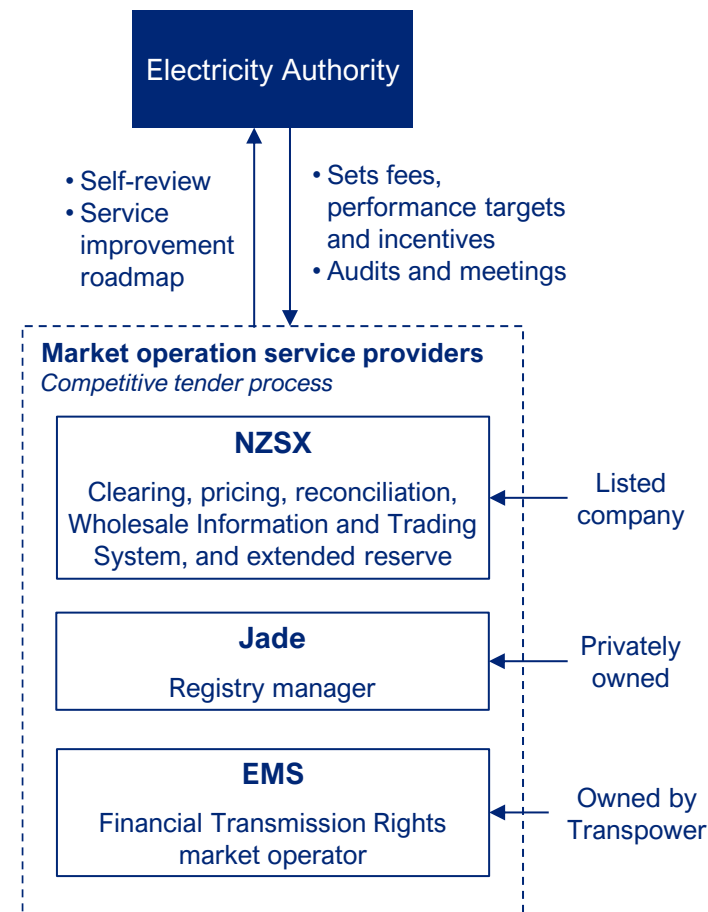 Electricity Authority
• Self-review
• Service
improvement
roadmap
• Sets fees,
performance targets
and incentives
• Audits and meetings
Market operation service providers
Competitive tender process
NZSX
Clearing, pricing, reconciliation,
Wholesale Information and Trading
System, and extended reserve
Listed
company
Jade
Registry manager
Privately
owned
EMS
Financial Transmission Rights
market operator
Owned by
Transpower